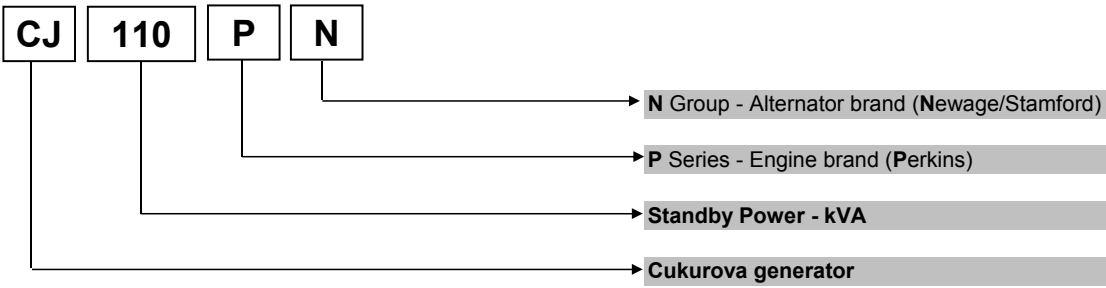 CJ 110 P N
N Group - Alternator brand (Newage/Stamford)
P Series - Engine brand (Perkins)
Standby Power - kVA
Cukurova generator